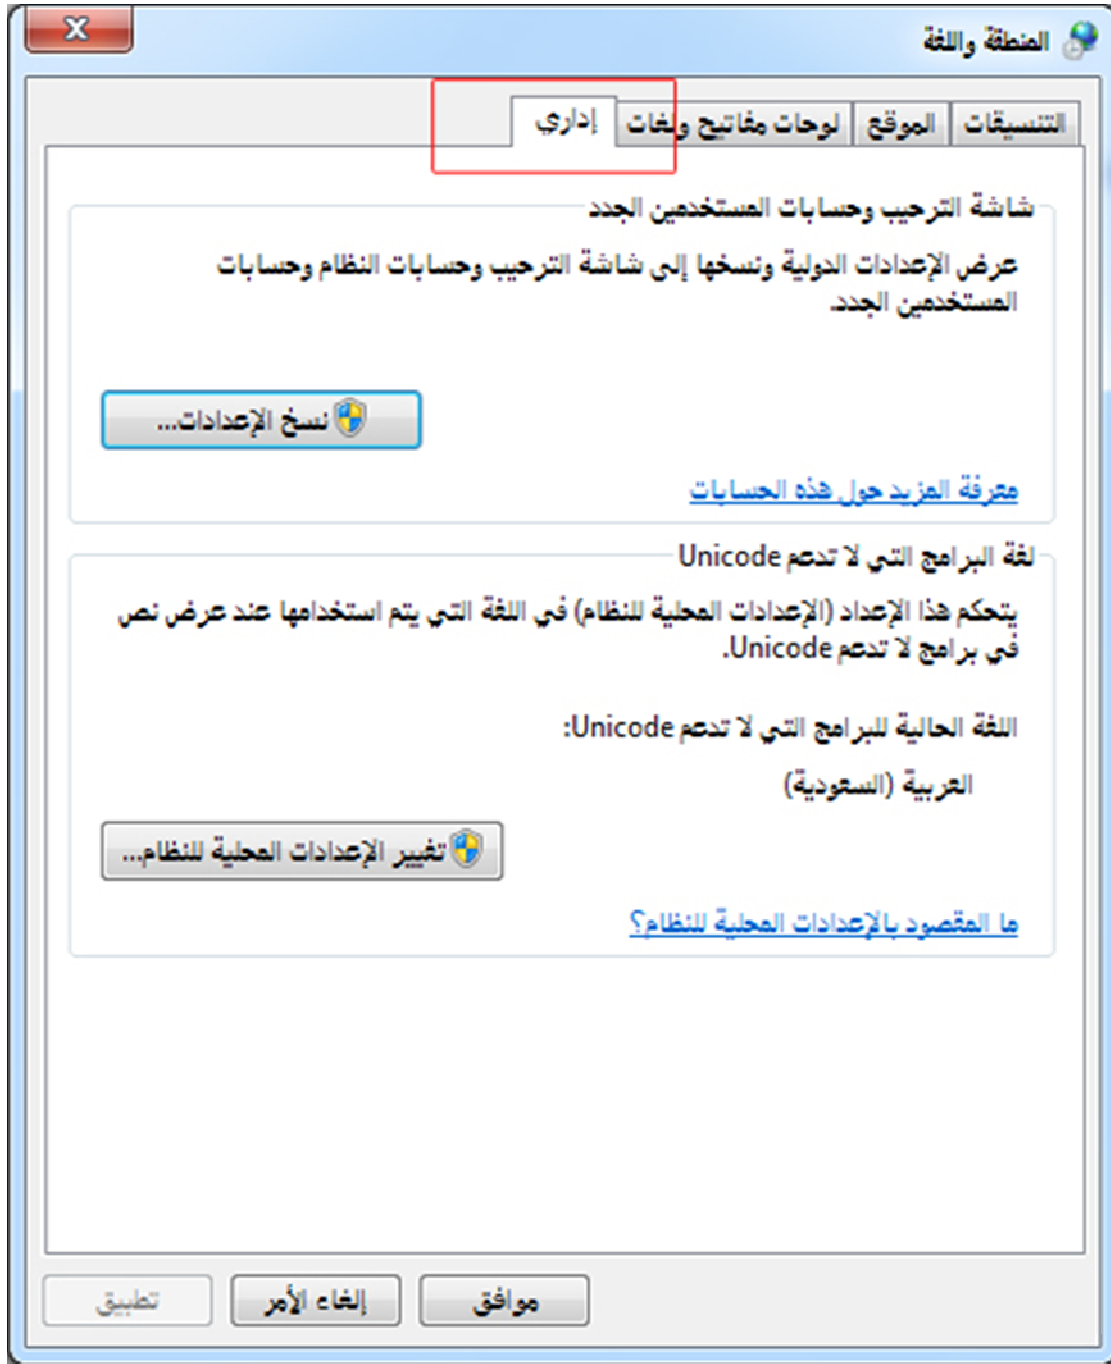 المنطقة واللغة
التنسيقات
الموقع
لوحات مفاتيح ولغات
إداري
شاشة الترحيب وحسابات المستخدمين الجدد
عرض الإعدادات الدولية ونسخها إلى شاشة الترحيب وحسابات النظام وحسابات
المستخدمين الجدد.
نسخ الإعدادات...
معرفة المزيد حول هذه الحسابات
لغة البرامج التي لا تدعم Unicode
يتحكم هذا الإعداد (الإعدادات المحلية للنظام) في اللغة التي يتم استخدامها عند عرض نص
في برامج لا تدعم Unicode.
اللغة الحالية للبرامج التي لا تدعم Unicode:
العربية (السعودية)
تغيير الإعدادات المحلية للنظام...
ما المقصود بالإعدادات المحلية للنظام؟
موافق
إلغاء الأمر
تطبيق